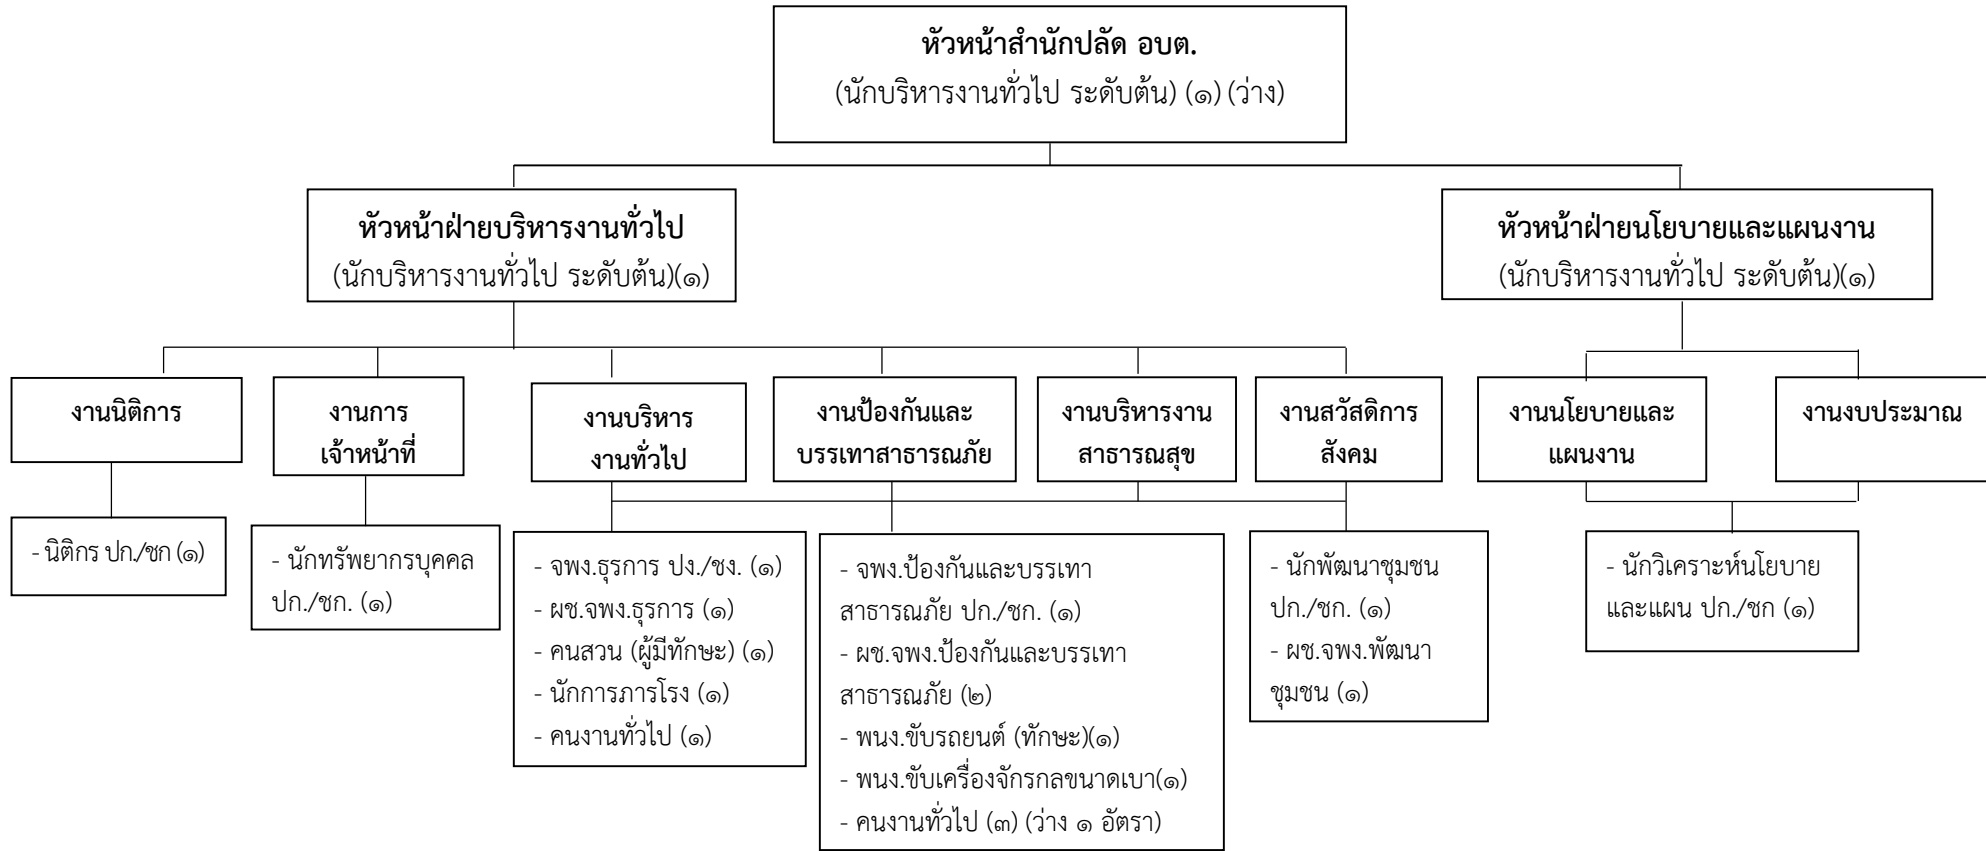 หัวหน้าสำนักปลัด อบต.
(นักบริหารงานทั่วไป ระดับต้น) (๑) (ว่าง)
หัวหน้าฝ่ายบริหารงานทั่วไป
(นักบริหารงานทั่วไป ระดับต้น)(๑)
หัวหน้าฝ่ายนโยบายและแผนงาน
(นักบริหารงานทั่วไป ระดับต้น)(๑)
งานนิติการ
งานการ
เจ้าหน้าที่
งานบริหาร
งานทั่วไป
งานป้องกันและ
บรรเทาสาธารณภัย
งานบริหารงาน
สาธารณสุข
งานสวัสดิการ
สังคม
งานนโยบายและ
แผนงาน
งานงบประมาณ
- นิติกร ปก./ชก (๑)
- นักทรัพยากรบุคคล
ปก./ชก. (๑)
- จพง.ธุรการ ปง./ชง. (๑)
- ผช.จพง.ธุรการ (๑)
- คนสวน (ผู้มีทักษะ) (๑)
- นักการภารโรง (๑)
- คนงานทั่วไป (๑)
- จพง.ป้องกันและบรรเทา
สาธารณภัย ปก./ชก. (๑)
- ผช.จพง.ป้องกันและบรรเทา
สาธารณภัย (๒)
- พนง.ขับรถยนต์ (ทักษะ)(๑)
- พนง.ขับเครื่องจักรกลขนาดเบา(๑)
- คนงานทั่วไป (๓) (ว่าง ๑ อัตรา)
- นักพัฒนาชุมชน
ปก./ชก. (๑)
- ผช.จพง.พัฒนา
ชุมชน (๑)
- นักวิเคราะห์นโยบาย
และแผน ปก./ชก (๑)